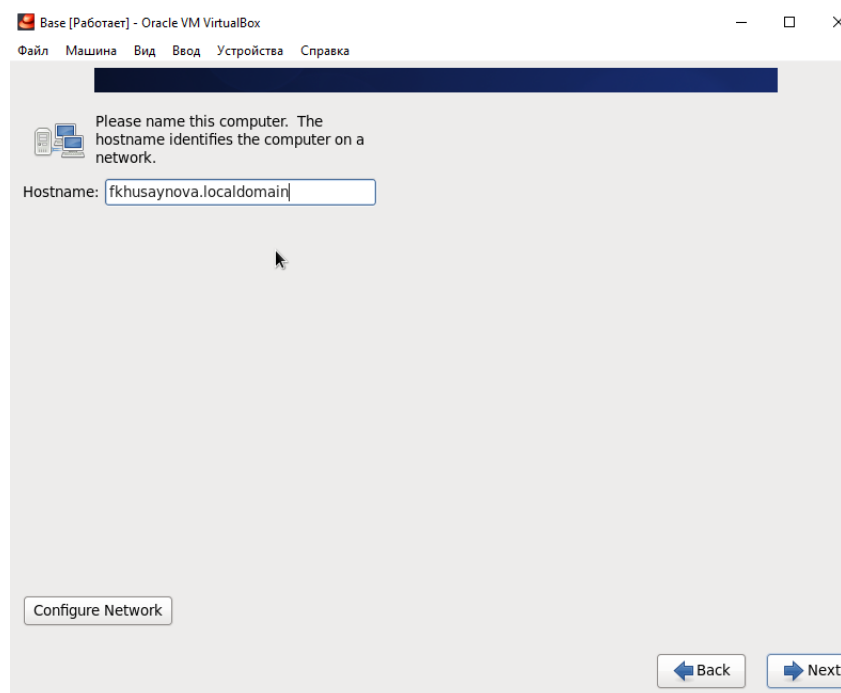 Base [Работает] - Oracle VM VirtualBox
Файл Машина Вид Ввод Устройства Справка
Please name this computer. The
hostname identifies the computer on a
network.
Hostname: fkhusaynova.localdomain
Configure Network
Back Next